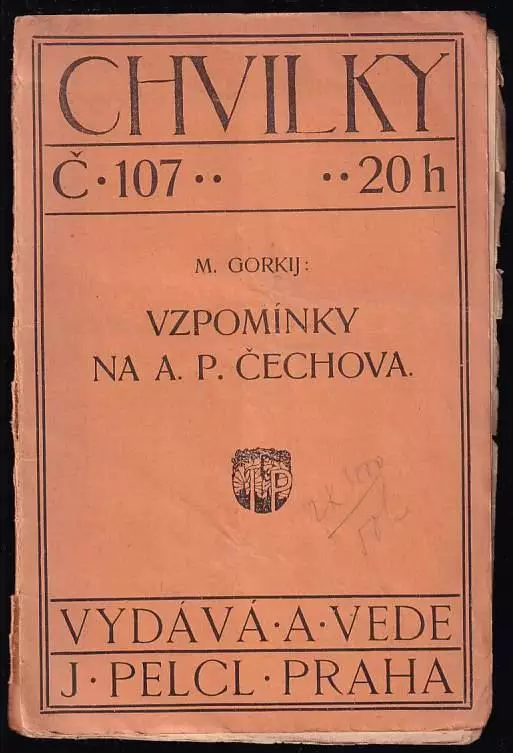 CHVILKY
Č·107·· ··20 h
M. GORKIJ:
VZPOMÍNKY
NA A. P. ČECHOVA.
VYDÁVÁ·A·VEDE
J·PELCL·PRAHA